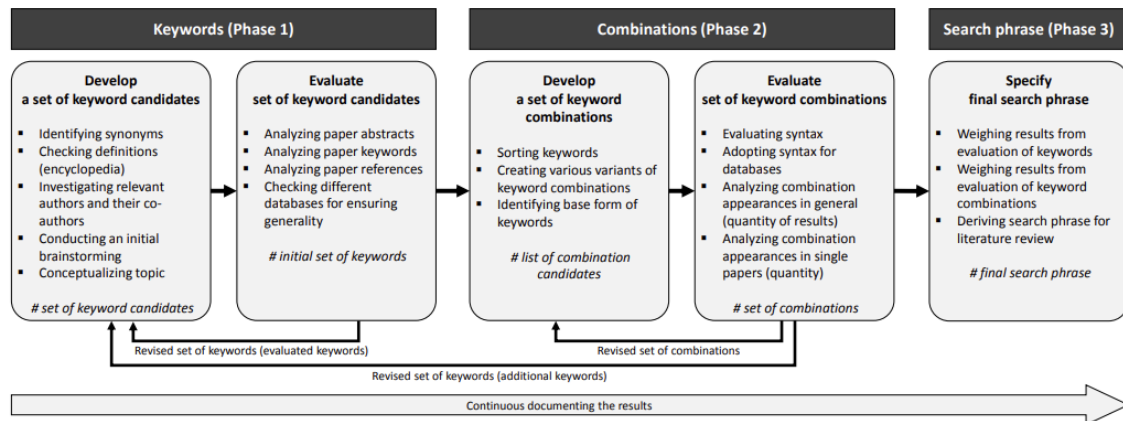 Keywords (Phase 1)
Combinations (Phase 2)
Search phrase (Phase 3)
Develop
a set of keyword candidates
▪ Identifying synonyms
▪ Checking definitions
(encyclopedia)
▪ Investigating relevant
authors and their co-
authors
▪ Conducting an initial
brainstorming
▪ Conceptualizing topic
# set of keyword candidates
Evaluate
set of keyword candidates
▪ Analyzing paper abstracts
▪ Analyzing paper keywords
▪ Analyzing paper references
▪ Checking different
databases for ensuring
generality
# initial set of keywords
Develop
a set of keyword
combinations
▪ Sorting keywords
▪ Creating various variants of
keyword combinations
▪ Identifying base form of
keywords
# list of combination
candidates
Evaluate
set of keyword combinations
▪ Evaluating syntax
▪ Adopting syntax for
databases
▪ Analyzing combination
appearances in general
(quantity of results)
▪ Analyzing combination
appearances in single
papers (quantity)
# set of combinations
Specify
final search phrase
▪ Weighing results from
evaluation of keywords
▪ Weighing results from
evaluation of keyword
combinations
▪ Deriving search phrase for
literature review
# final search phrase
Revised set of keywords (evaluated keywords)
Revised set of combinations
Revised set of keywords (additional keywords)
Continuous documenting the results